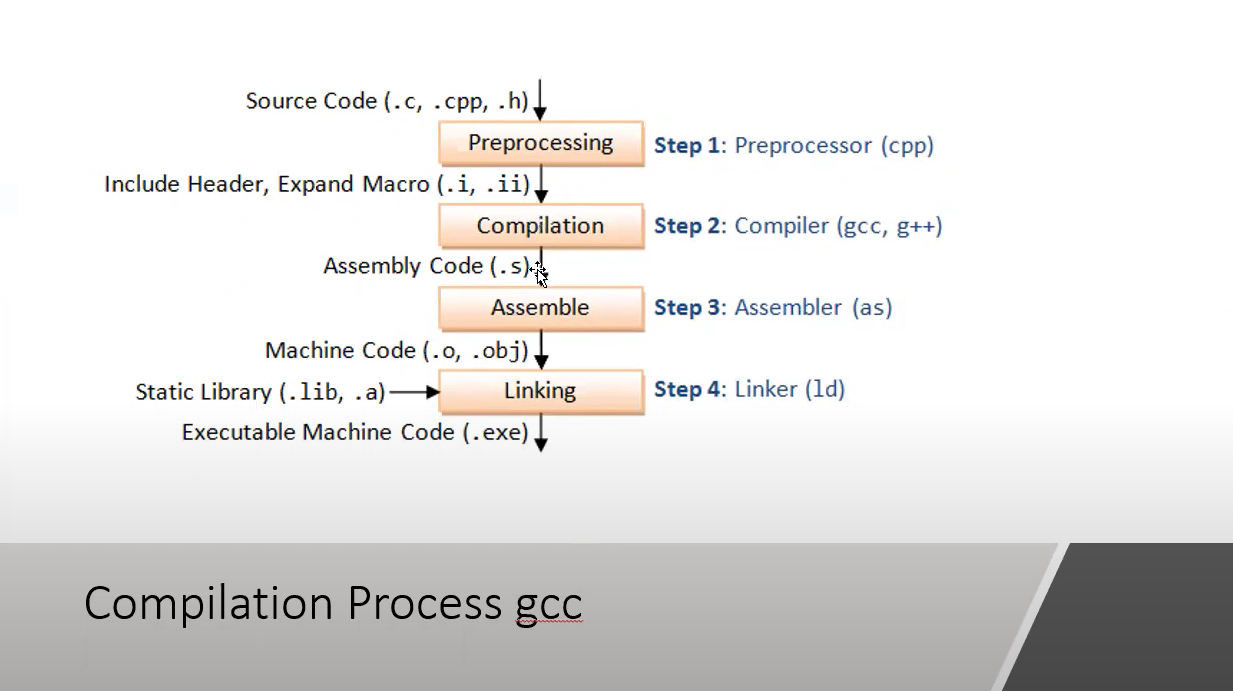 Source Code (.c, .cpp, .h)
Preprocessing
Step 1: Preprocessor (cpp)
Include Header, Expand Macro (.i, .ii)
Compilation
Step 2: Compiler (gcc, g++)
Assembly Code (.s)
Assemble
Step 3: Assembler (as)
Machine Code (.o, .obj)
Static Library (.lib, .a)
Linking
Step 4: Linker (ld)
Executable Machine Code (.exe)
Compilation Process gcc